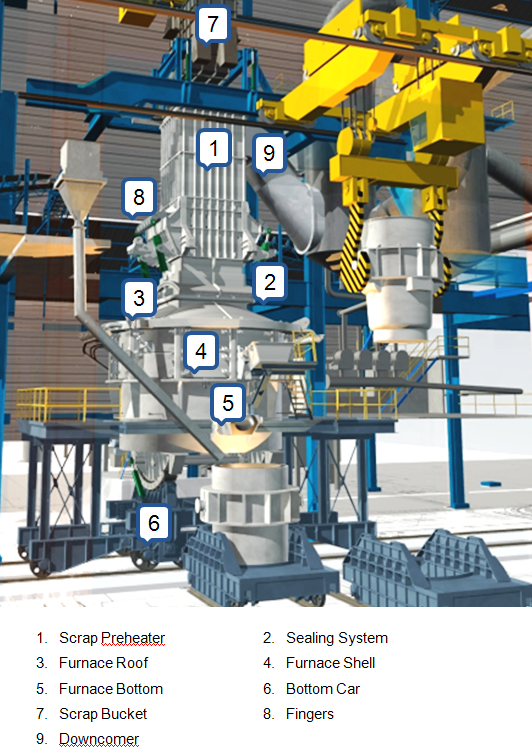 7
1
9
8
2
3
4
5
6
1. Scrap Preheater 2. Sealing System
3. Furnace Roof 4. Furnace Shell
5. Furnace Bottom 6. Bottom Car
7. Scrap Bucket 8. Fingers
9. Downcomer